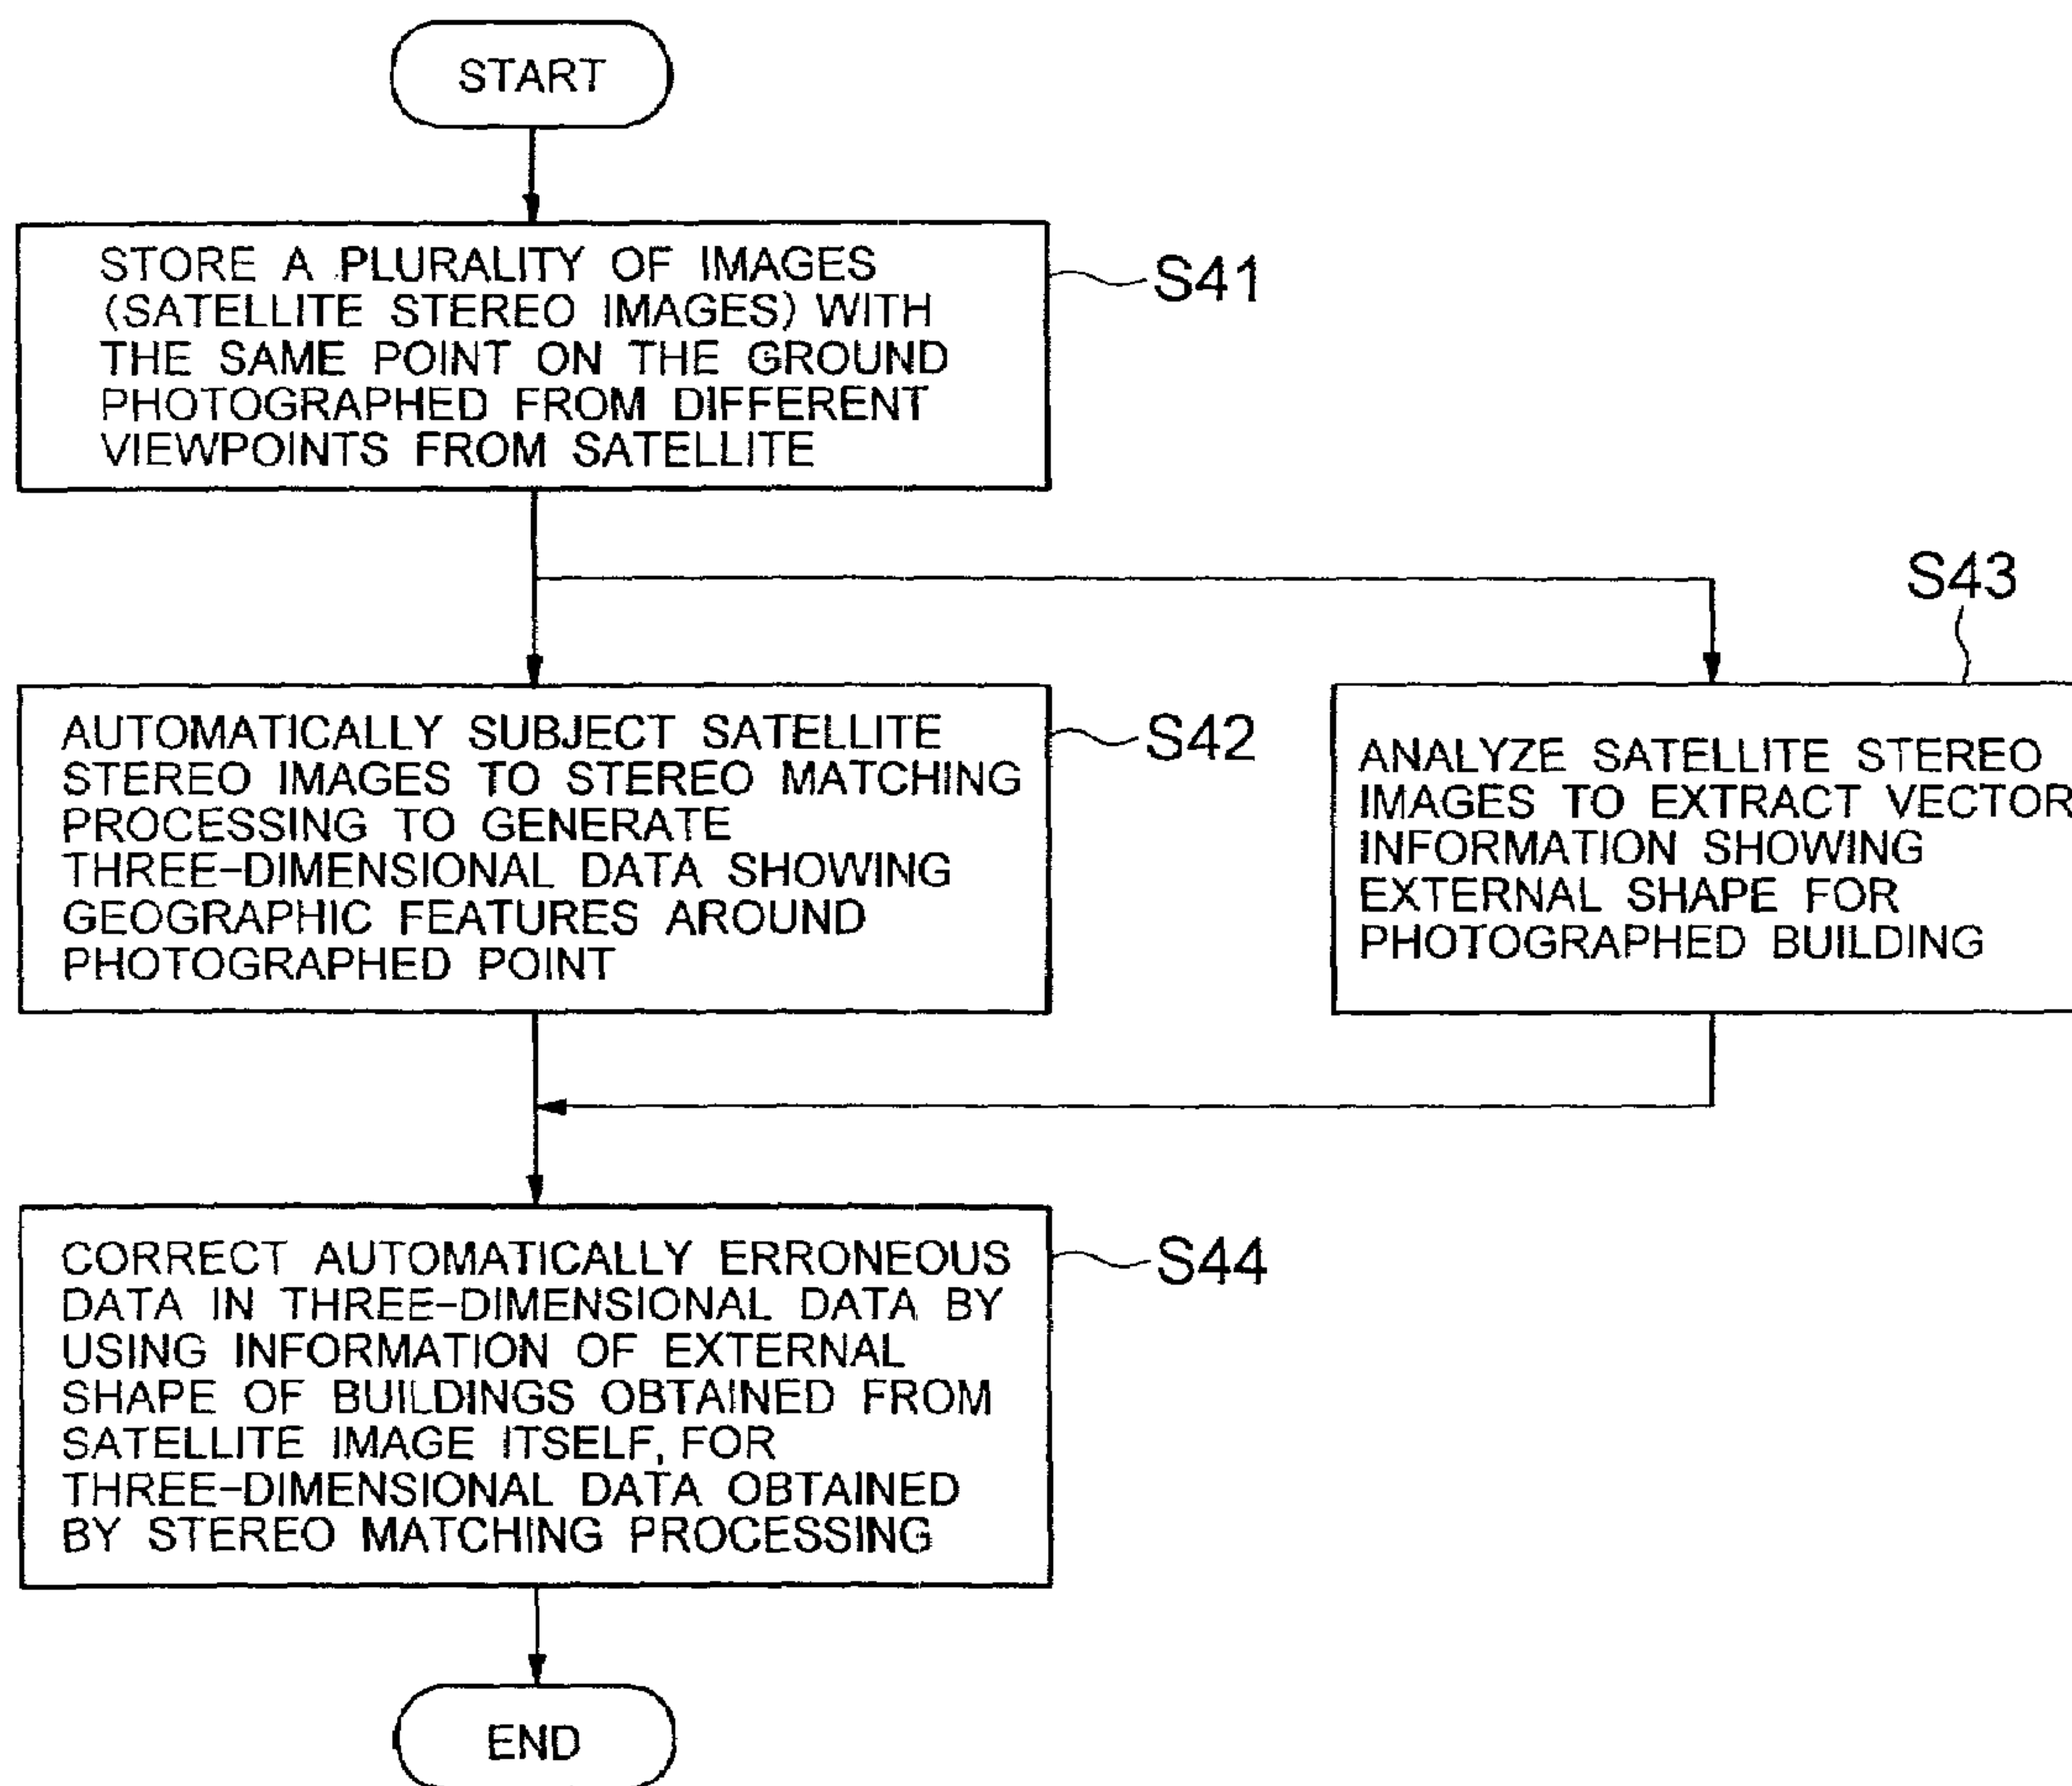 START
STORE A PLURALITY OF IMAGES
(SATELLITE STEREO IMAGES) WITH
THE SAME POINT ON THE GROUND
PHOTOGRAPHED FROM DIFFERENT
VIEWPOINTS FROM SATELLITE
S41
AUTOMATICALLY SUBJECT SATELLITE
STEREO IMAGES TO STEREO MATCHING
PROCESSING TO GENERATE
THREE-DIMENSIONAL DATA SHOWING
GEOGRAPHIC FEATURES AROUND
PHOTOGRAPHED POINT
S42
S43
ANALYZE SATELLITE STEREO
IMAGES TO EXTRACT VECTOR
INFORMATION SHOWING
EXTERNAL SHAPE FOR
PHOTOGRAPHED BUILDING
CORRECT AUTOMATICALLY ERRONEOUS
DATA IN THREE-DIMENSIONAL DATA BY
USING INFORMATION OF EXTERNAL
SHAPE OF BUILDINGS OBTAINED FROM
SATELLITE IMAGE ITSELF, FOR
THREE-DIMENSIONAL DATA OBTAINED
BY STEREO MATCHING PROCESSING
S44
END